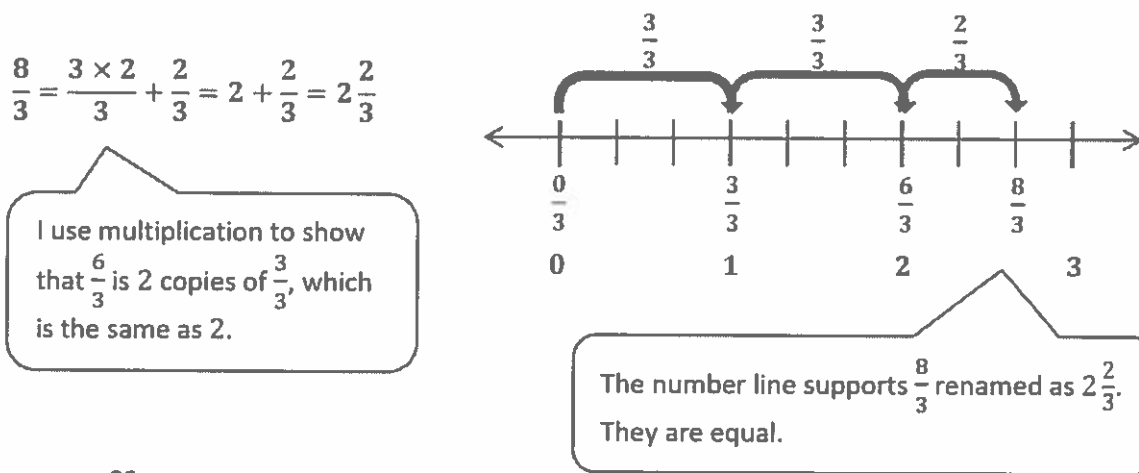 8/3 = (3 × 2)/3 + 2/3 = 2 + 2/3 = 2 2/3
I use multiplication to show
that 6/3 is 2 copies of 3/3, which
is the same as 2.
3/3 3/3 2/3
0/3 3/3 6/3 8/3
0 1 2 3
The number line supports 8/3 renamed as 2 2/3.
They are equal.